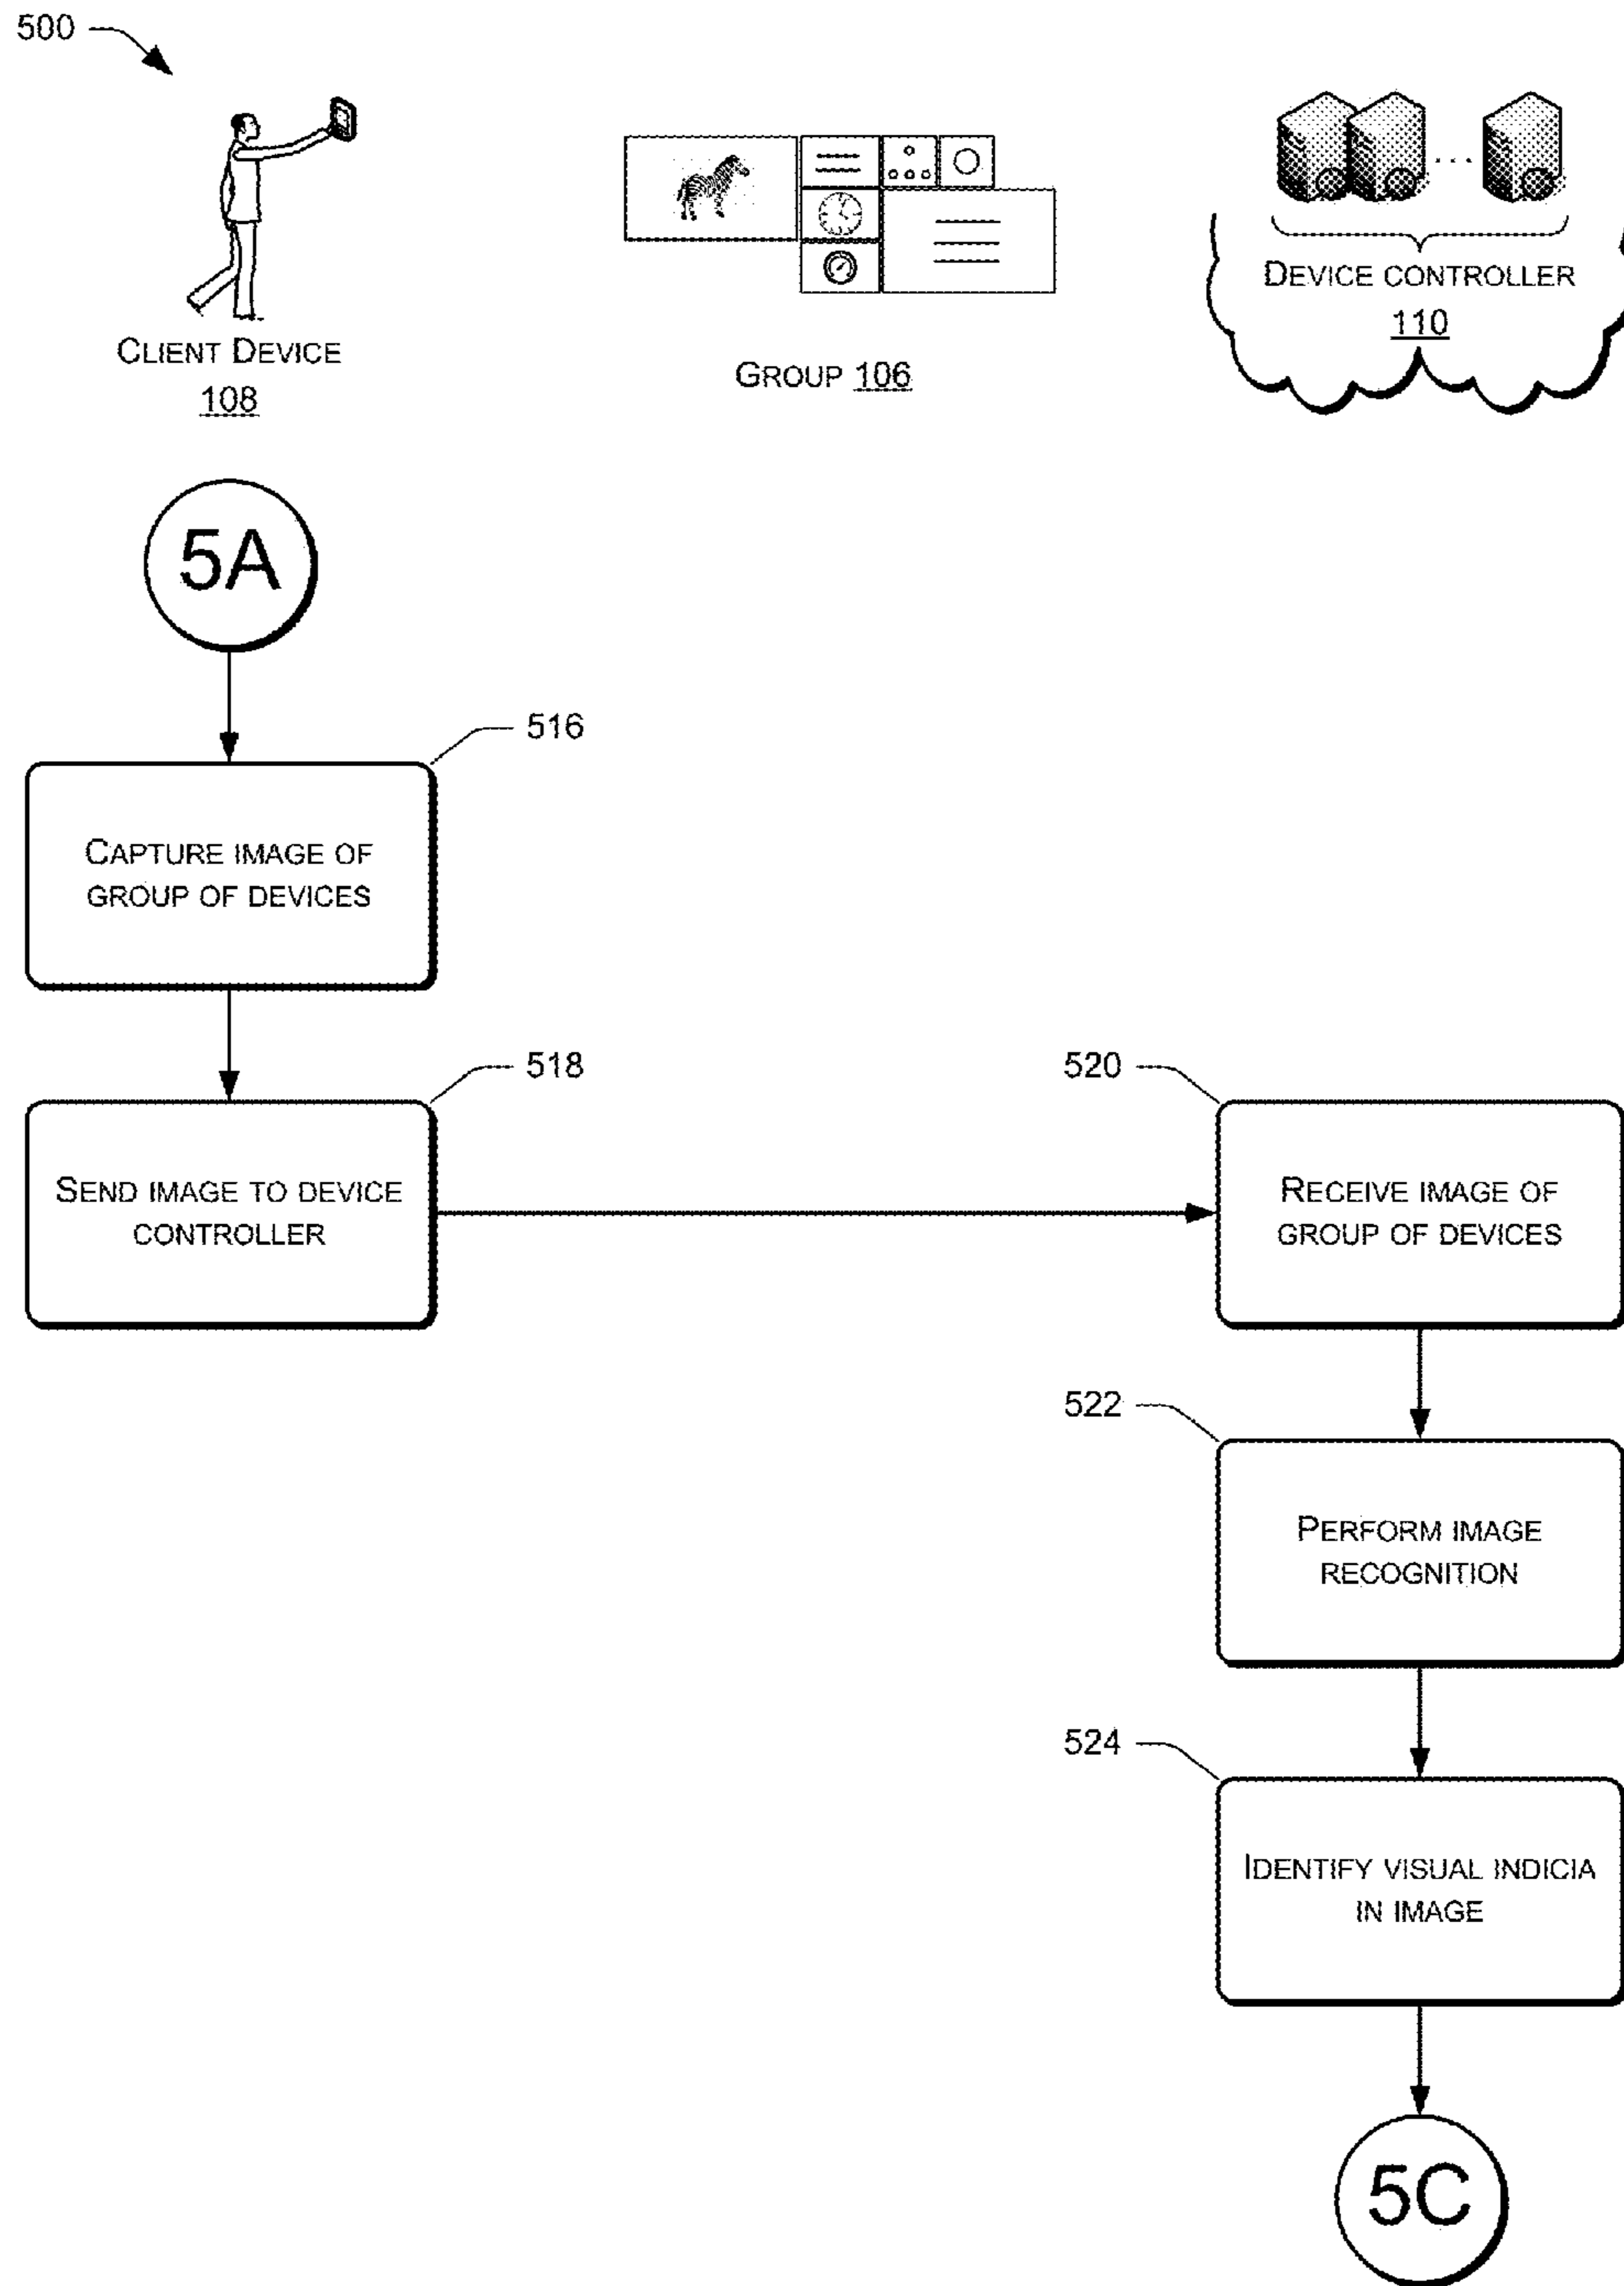 500
CLIENT DEVICE
108
GROUP 106
DEVICE CONTROLLER
110
5A
516
CAPTURE IMAGE OF
GROUP OF DEVICES
518
SEND IMAGE TO DEVICE
CONTROLLER
520
RECEIVE IMAGE OF
GROUP OF DEVICES
522
PERFORM IMAGE
RECOGNITION
524
IDENTIFY VISUAL INDICIA
IN IMAGE
5C